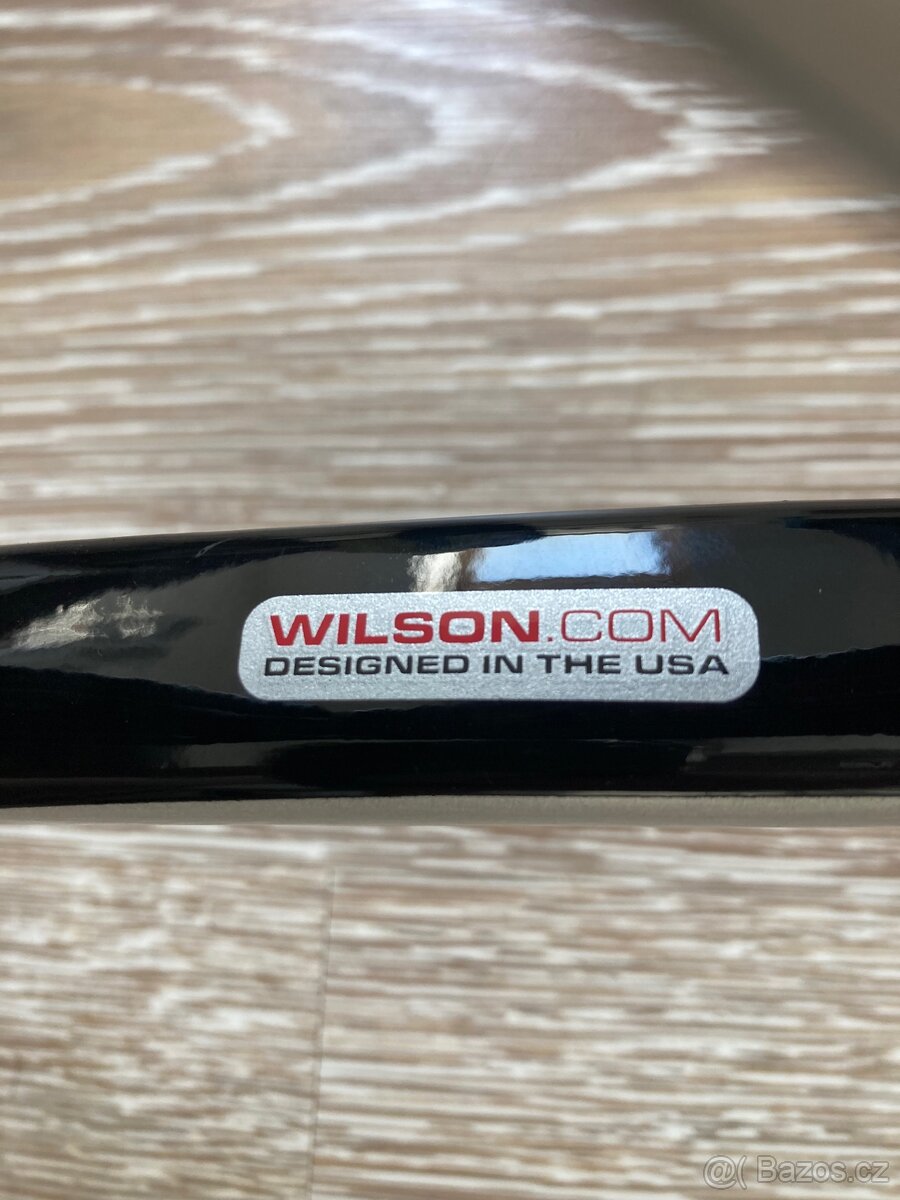 WILSON.COM
DESIGNED IN THE USA
@( Bazos.cz